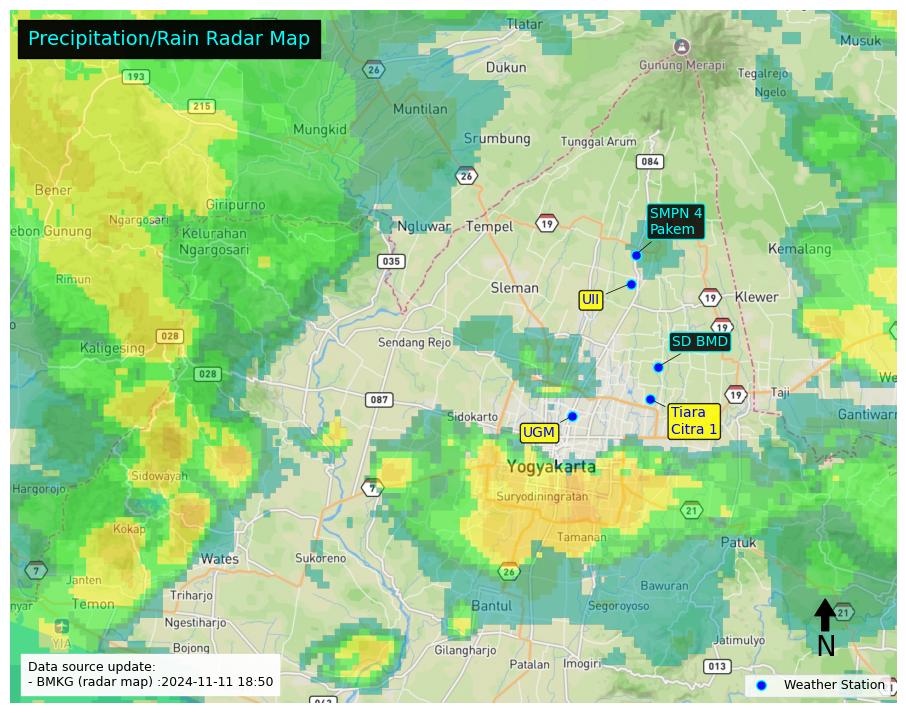 Precipitation/Rain Radar Map
Tlatar
Musuk
193
26
Dukun
Gunung Merapi
Tegalrejo
Ngelo
215
Muntilan
Mungkid
Srumbung
Tunggal Arum
084
26
Bener
Giripurno
Ngargosari
Kelurahan
Ngargosari
ebon Gunung
Ngluwar
Tempel
19
SMPN 4
Pakem
Kemalang
035
Rimun
Sleman
UII
19
Klewer
19
028
Kaligesing
Sendang Rejo
SD BMD
028
We
087
19
Taji
Sidokarto
UGM
Tiara
Citra 1
Gantiwarn
Yogyakarta
Sidowayah
Hargorojo
7
Suryodiningratan
21
Kokap
Tamanan
Patuk
Wates
Sukoreno
7
Janten
26
Bawuran
Temon
nyar
Triharjo
Bantul
Segoroyoso
21
Ngestiharjo
YIA
Bojong
Gilangharjo
Jatimulyo
N
Patalan
Imogiri
013
Data source update:
- BMKG (radar map) :2024-11-11 18:50
Weather Station